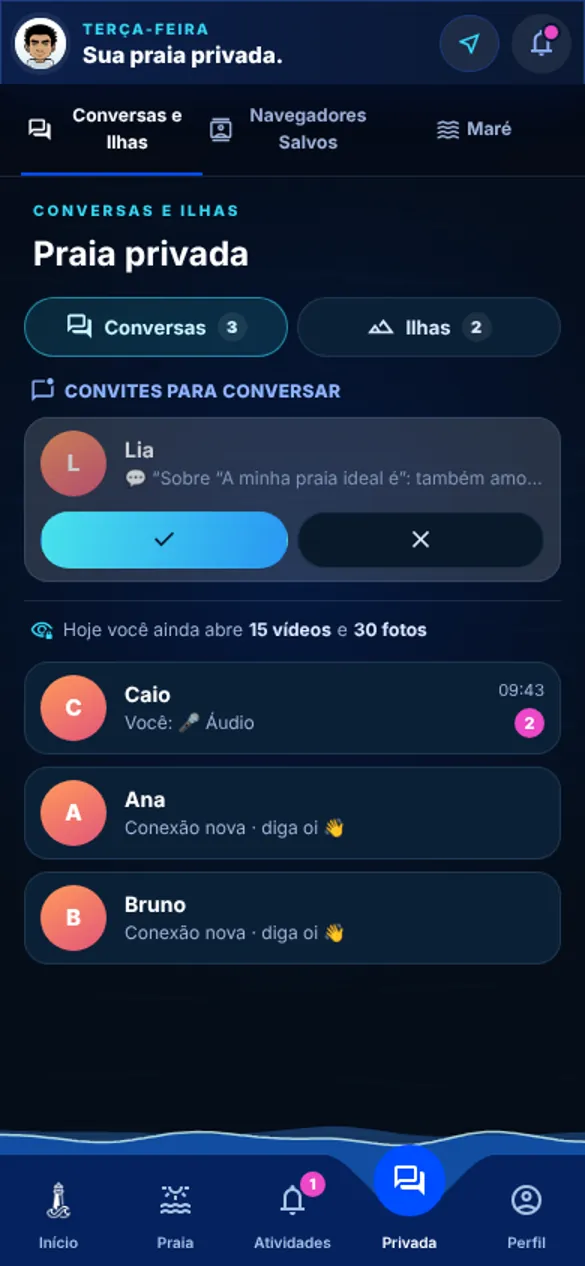 TERÇA-FEIRA
Sua praia privada.
Conversas e
Ilhas
Navegadores
Salvos
Maré
CONVERSAS E ILHAS
Praia privada
Conversas 3
Ilhas 2
CONVITES PARA CONVERSAR
L
Lia
💬 “Sobre “A minha praia ideal é”: também amo...
Hoje você ainda abre 15 vídeos e 30 fotos
C
Caio
09:43
Você: 🎤 Áudio
2
A
Ana
Conexão nova · diga oi 👋
B
Bruno
Conexão nova · diga oi 👋
1
Início
Praia
Atividades
Privada
Perfil